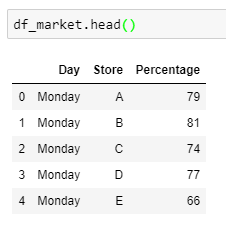 df_market.head()
Day Store Percentage
0 Monday A 79
1 Monday B 81
2 Monday C 74
3 Monday D 77
4 Monday E 66